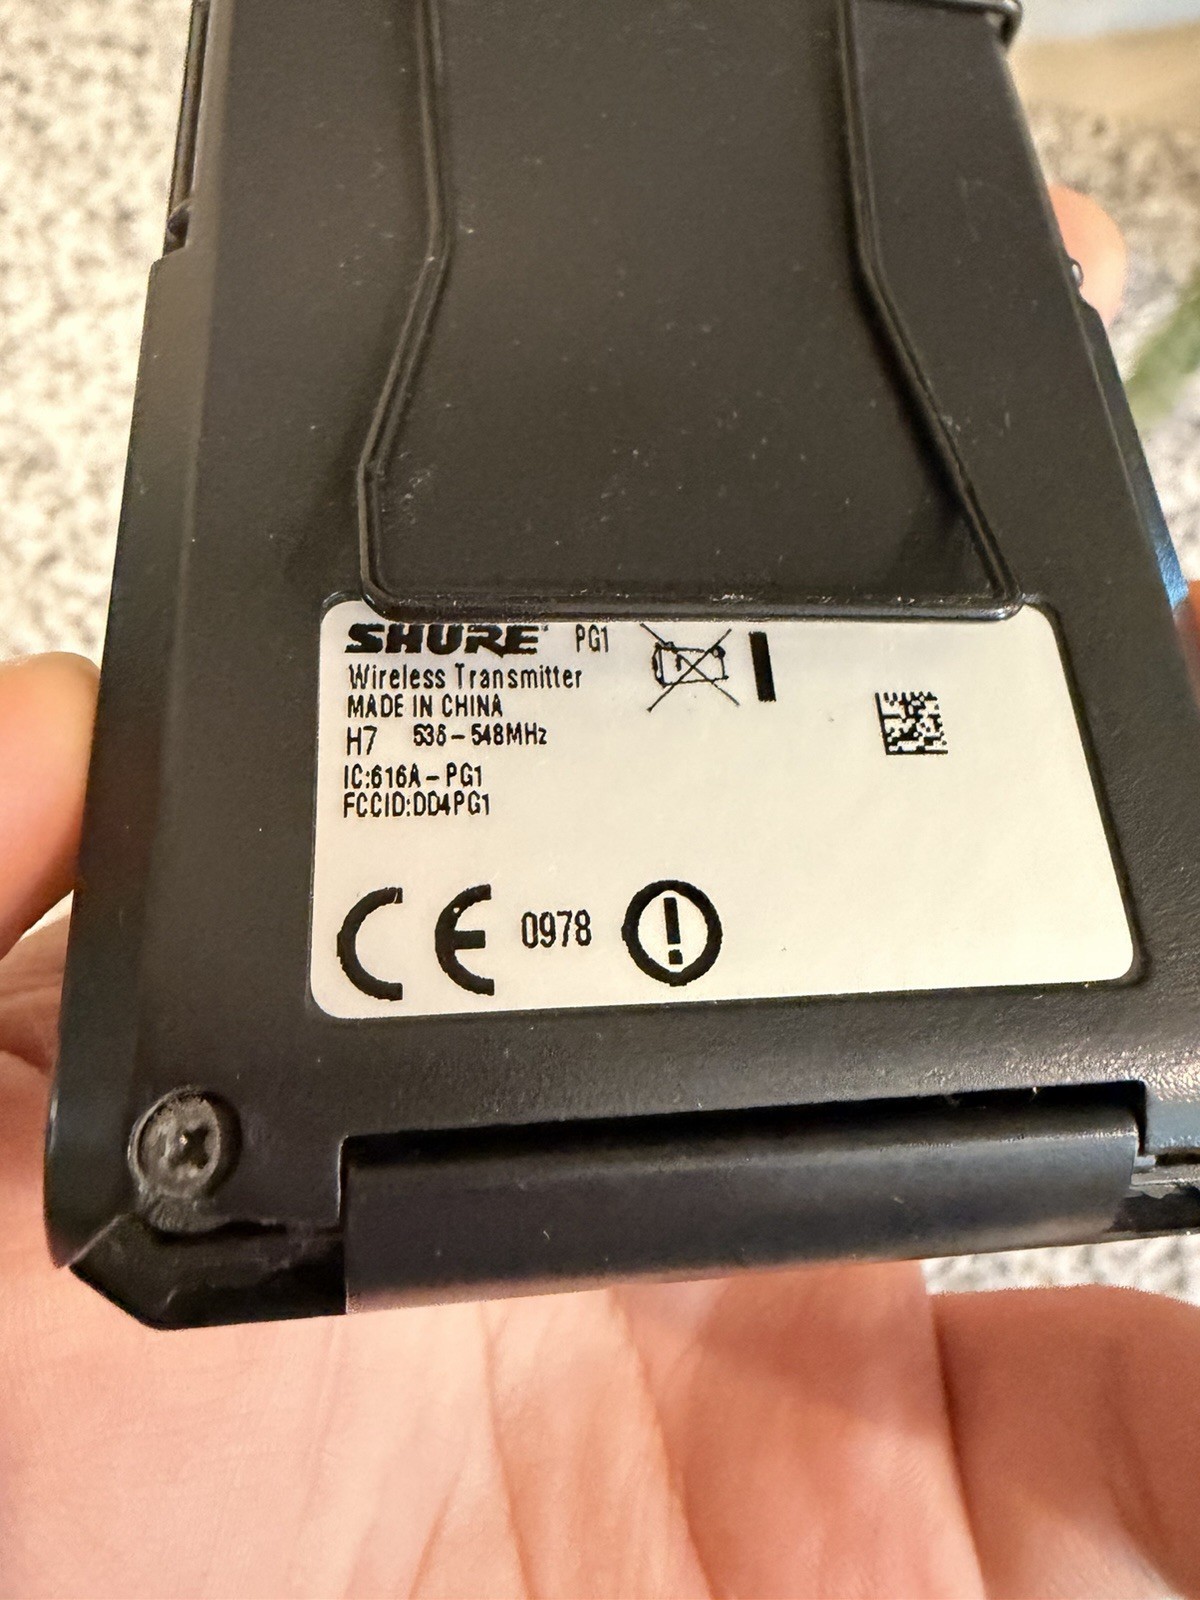 SHURE PG1
Wireless Transmitter
MADE IN CHINA
H7 536–548MHz
IC:616A–PG1
FCCID:DD4PG1
CE 0978